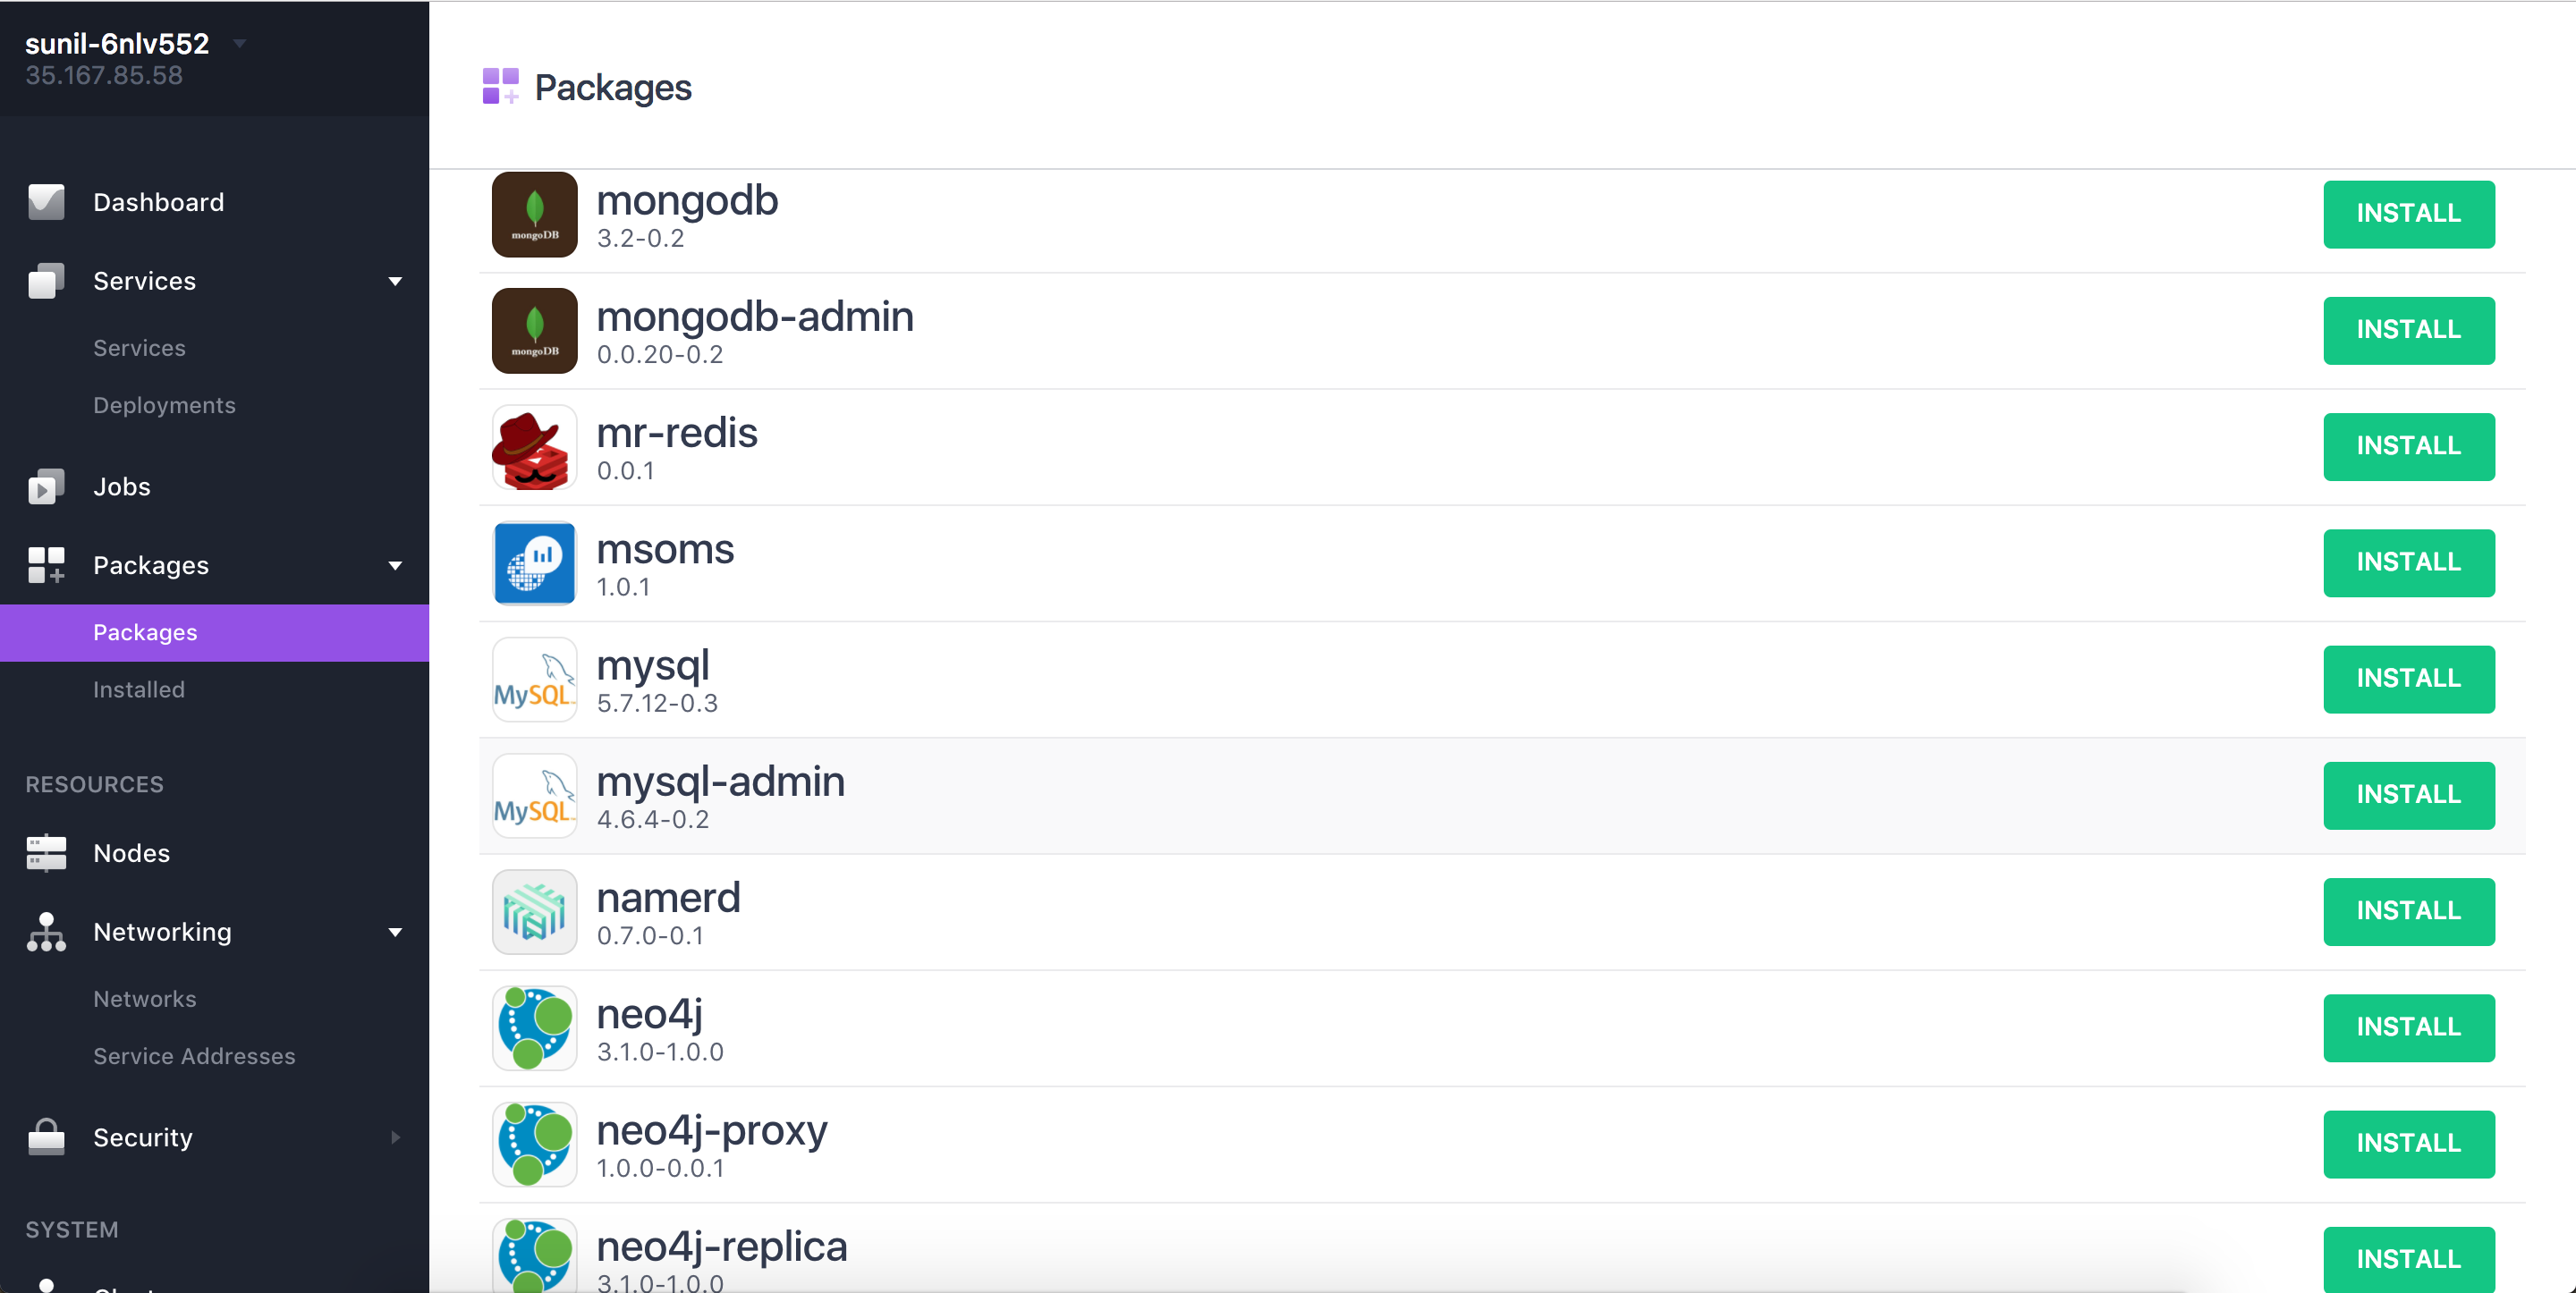 sunil-6nlv552
35.167.85.58
Dashboard
Services
Services
Deployments
Jobs
Packages
Packages
Installed
RESOURCES
Nodes
Networking
Networks
Service Addresses
Security
SYSTEM
Packages
mongoDB
mongodb
3.2-0.2
INSTALL
mongoDB
mongodb-admin
0.0.20-0.2
INSTALL
mr-redis
0.0.1
INSTALL
msoms
1.0.1
INSTALL
MySQL
mysql
5.7.12-0.3
INSTALL
MySQL
mysql-admin
4.6.4-0.2
INSTALL
namerd
0.7.0-0.1
INSTALL
neo4j
3.1.0-1.0.0
INSTALL
neo4j-proxy
1.0.0-0.0.1
INSTALL
neo4j-replica
3.1.0-1.0.0
INSTALL